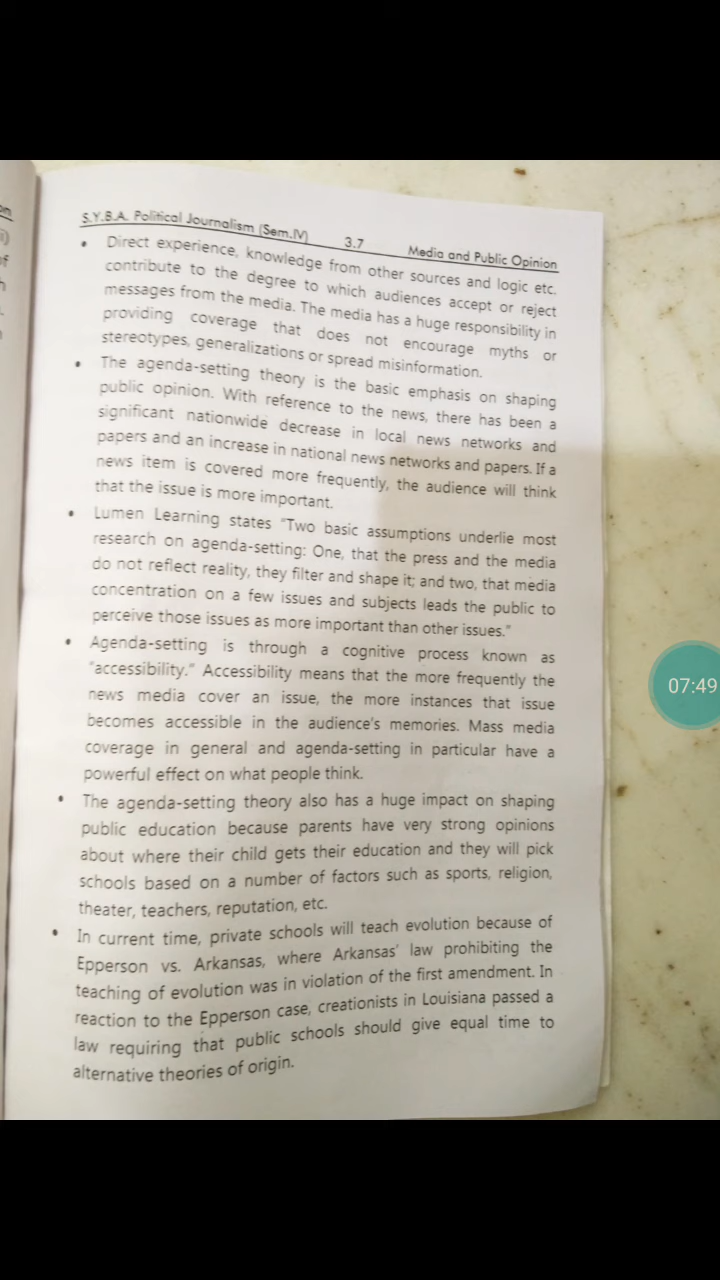 S.Y.B.A. Political Journalism (Sem.IV) 3.7 Media and Public Opinion
• Direct experience, knowledge from other sources and logic etc.
contribute to the degree to which audiences accept or reject
messages from the media. The media has a huge responsibility in
providing coverage that does not encourage myths or
stereotypes, generalizations or spread misinformation.
• The agenda-setting theory is the basic emphasis on shaping
public opinion. With reference to the news, there has been a
significant nationwide decrease in local news networks and
papers and an increase in national news networks and papers. If a
news item is covered more frequently, the audience will think
that the issue is more important.
• Lumen Learning states "Two basic assumptions underlie most
research on agenda-setting: One, that the press and the media
do not reflect reality, they filter and shape it; and two, that media
concentration on a few issues and subjects leads the public to
perceive those issues as more important than other issues."
• Agenda-setting is through a cognitive process known as
"accessibility." Accessibility means that the more frequently the
news media cover an issue, the more instances that issue
becomes accessible in the audience's memories. Mass media
coverage in general and agenda-setting in particular have a
powerful effect on what people think.
• The agenda-setting theory also has a huge impact on shaping
public education because parents have very strong opinions
about where their child gets their education and they will pick
schools based on a number of factors such as sports, religion,
theater, teachers, reputation, etc.
• In current time, private schools will teach evolution because of
Epperson vs. Arkansas, where Arkansas' law prohibiting the
teaching of evolution was in violation of the first amendment. In
reaction to the Epperson case, creationists in Louisiana passed a
law requiring that public schools should give equal time to
alternative theories of origin.
07:49